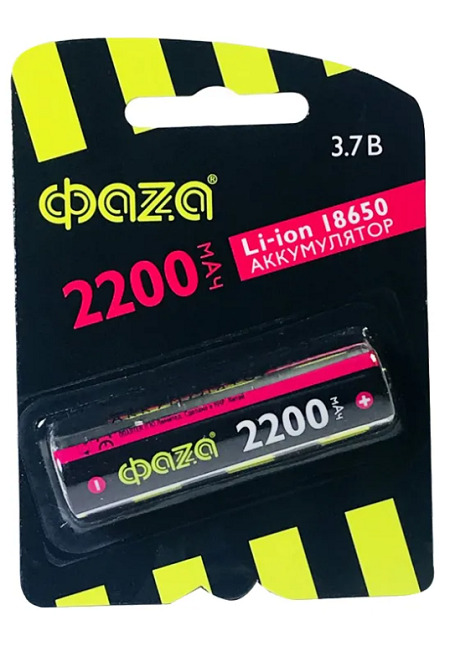 3.7 В
фаzа®
2200 МАЧ
Li-ion 18650
АККУМУЛЯТОР
2200 МАЧ
фаzа